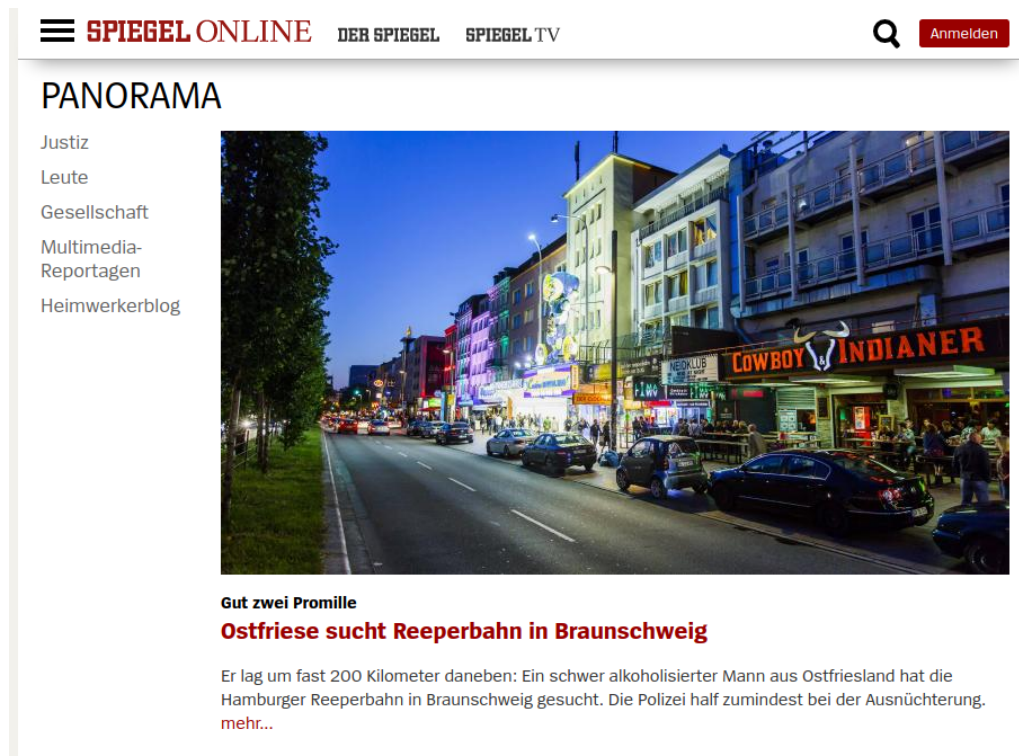 SPIEGEL ONLINE DER SPIEGEL SPIEGEL TV
Anmelden
PANORAMA
Justiz
Leute
Gesellschaft
Multimedia-
Reportagen
Heimwerkerblog
NEIDKLUB
COWBOY & INDIANER
Gut zwei Promille
Ostfriese sucht Reeperbahn in Braunschweig
Er lag um fast 200 Kilometer daneben: Ein schwer alkoholisierter Mann aus Ostfriesland hat die
Hamburger Reeperbahn in Braunschweig gesucht. Die Polizei half zumindest bei der Ausnüchterung.
mehr...